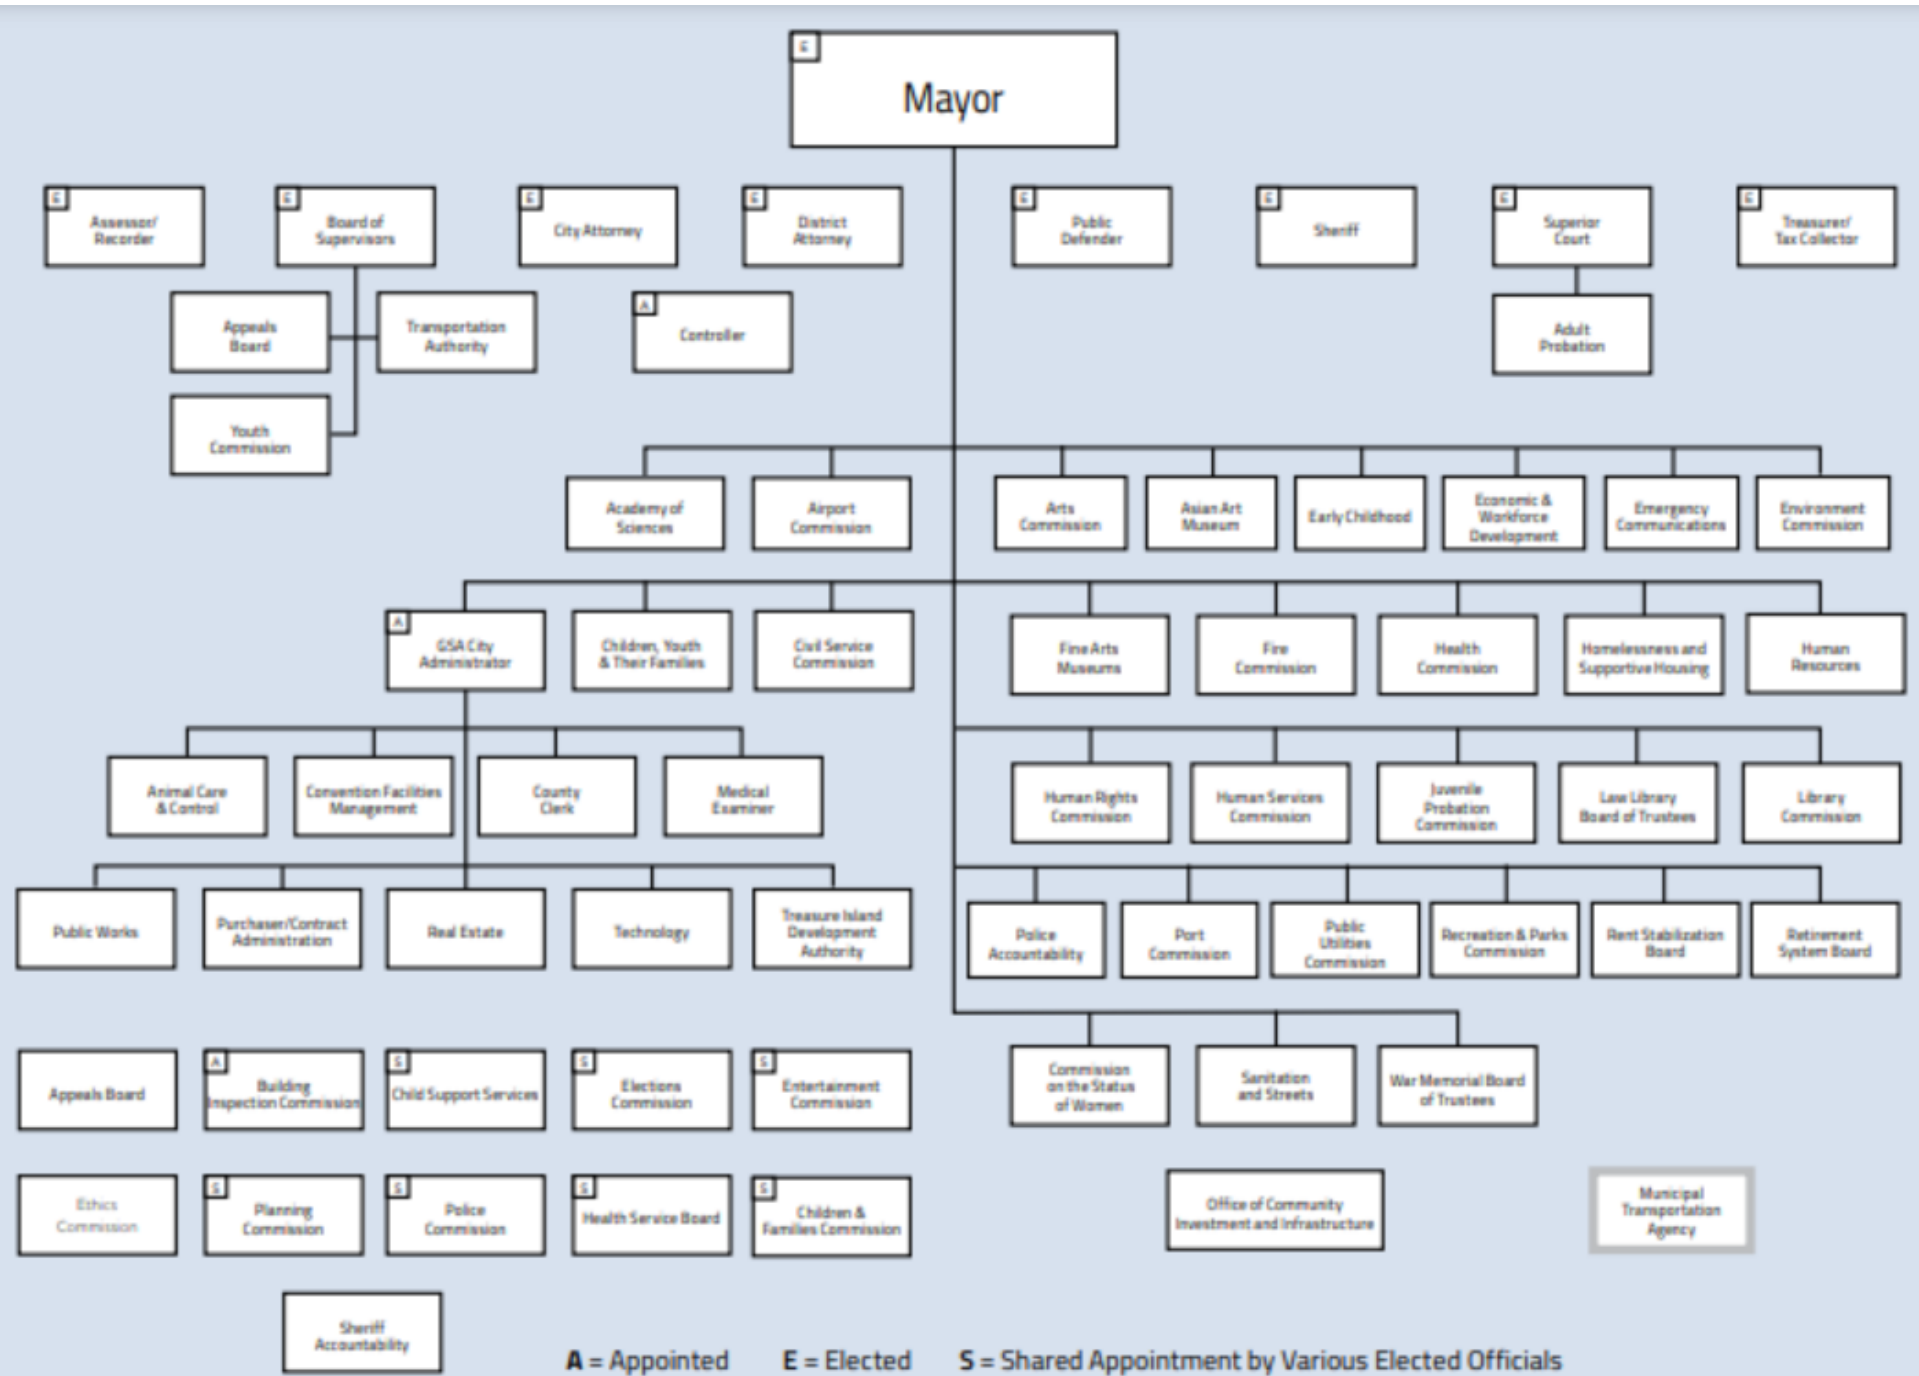 E
Mayor
E
Assessor/
Recorder
E
Board of
Supervisors
E
City Attorney
E
District
Attorney
E
Public
Defender
E
Sheriff
E
Superior
Court
E
Treasurer/
Tax Collector
Appeals
Board
Transportation
Authority
A
Controller
Adult
Probation
Youth
Commission
Academy of
Sciences
Airport
Commission
Arts
Commission
Asian Art
Museum
Early Childhood
Economic &
Workforce
Development
Emergency
Communications
Environment
Commission
A
GSA City
Administrator
Children, Youth
& Their Families
Civil Service
Commission
Fine Arts
Museums
Fire
Commission
Health
Commission
Homelessness and
Supportive Housing
Human
Resources
Animal Care
& Control
Convention Facilities
Management
County
Clerk
Medical
Examiner
Human Rights
Commission
Human Services
Commission
Juvenile
Probation
Commission
Law Library
Board of Trustees
Library
Commission
Public Works
Purchaser/Contract
Administration
Real Estate
Technology
Treasure Island
Development
Authority
Police
Accountability
Port
Commission
Public
Utilities
Commission
Recreation & Parks
Commission
Rent Stabilization
Board
Retirement
System Board
Appeals Board
A
Building
Inspection Commission
S
Child Support Services
S
Elections
Commission
S
Entertainment
Commission
Commission
on the Status
of Women
Sanitation
and Streets
War Memorial Board
of Trustees
Ethics
Commission
S
Planning
Commission
S
Police
Commission
S
Health Service Board
S
Children &
Families Commission
Office of Community
Investment and Infrastructure
Municipal
Transportation
Agency
Sheriff
Accountability
A = Appointed
E = Elected
S = Shared Appointment by Various Elected Officials